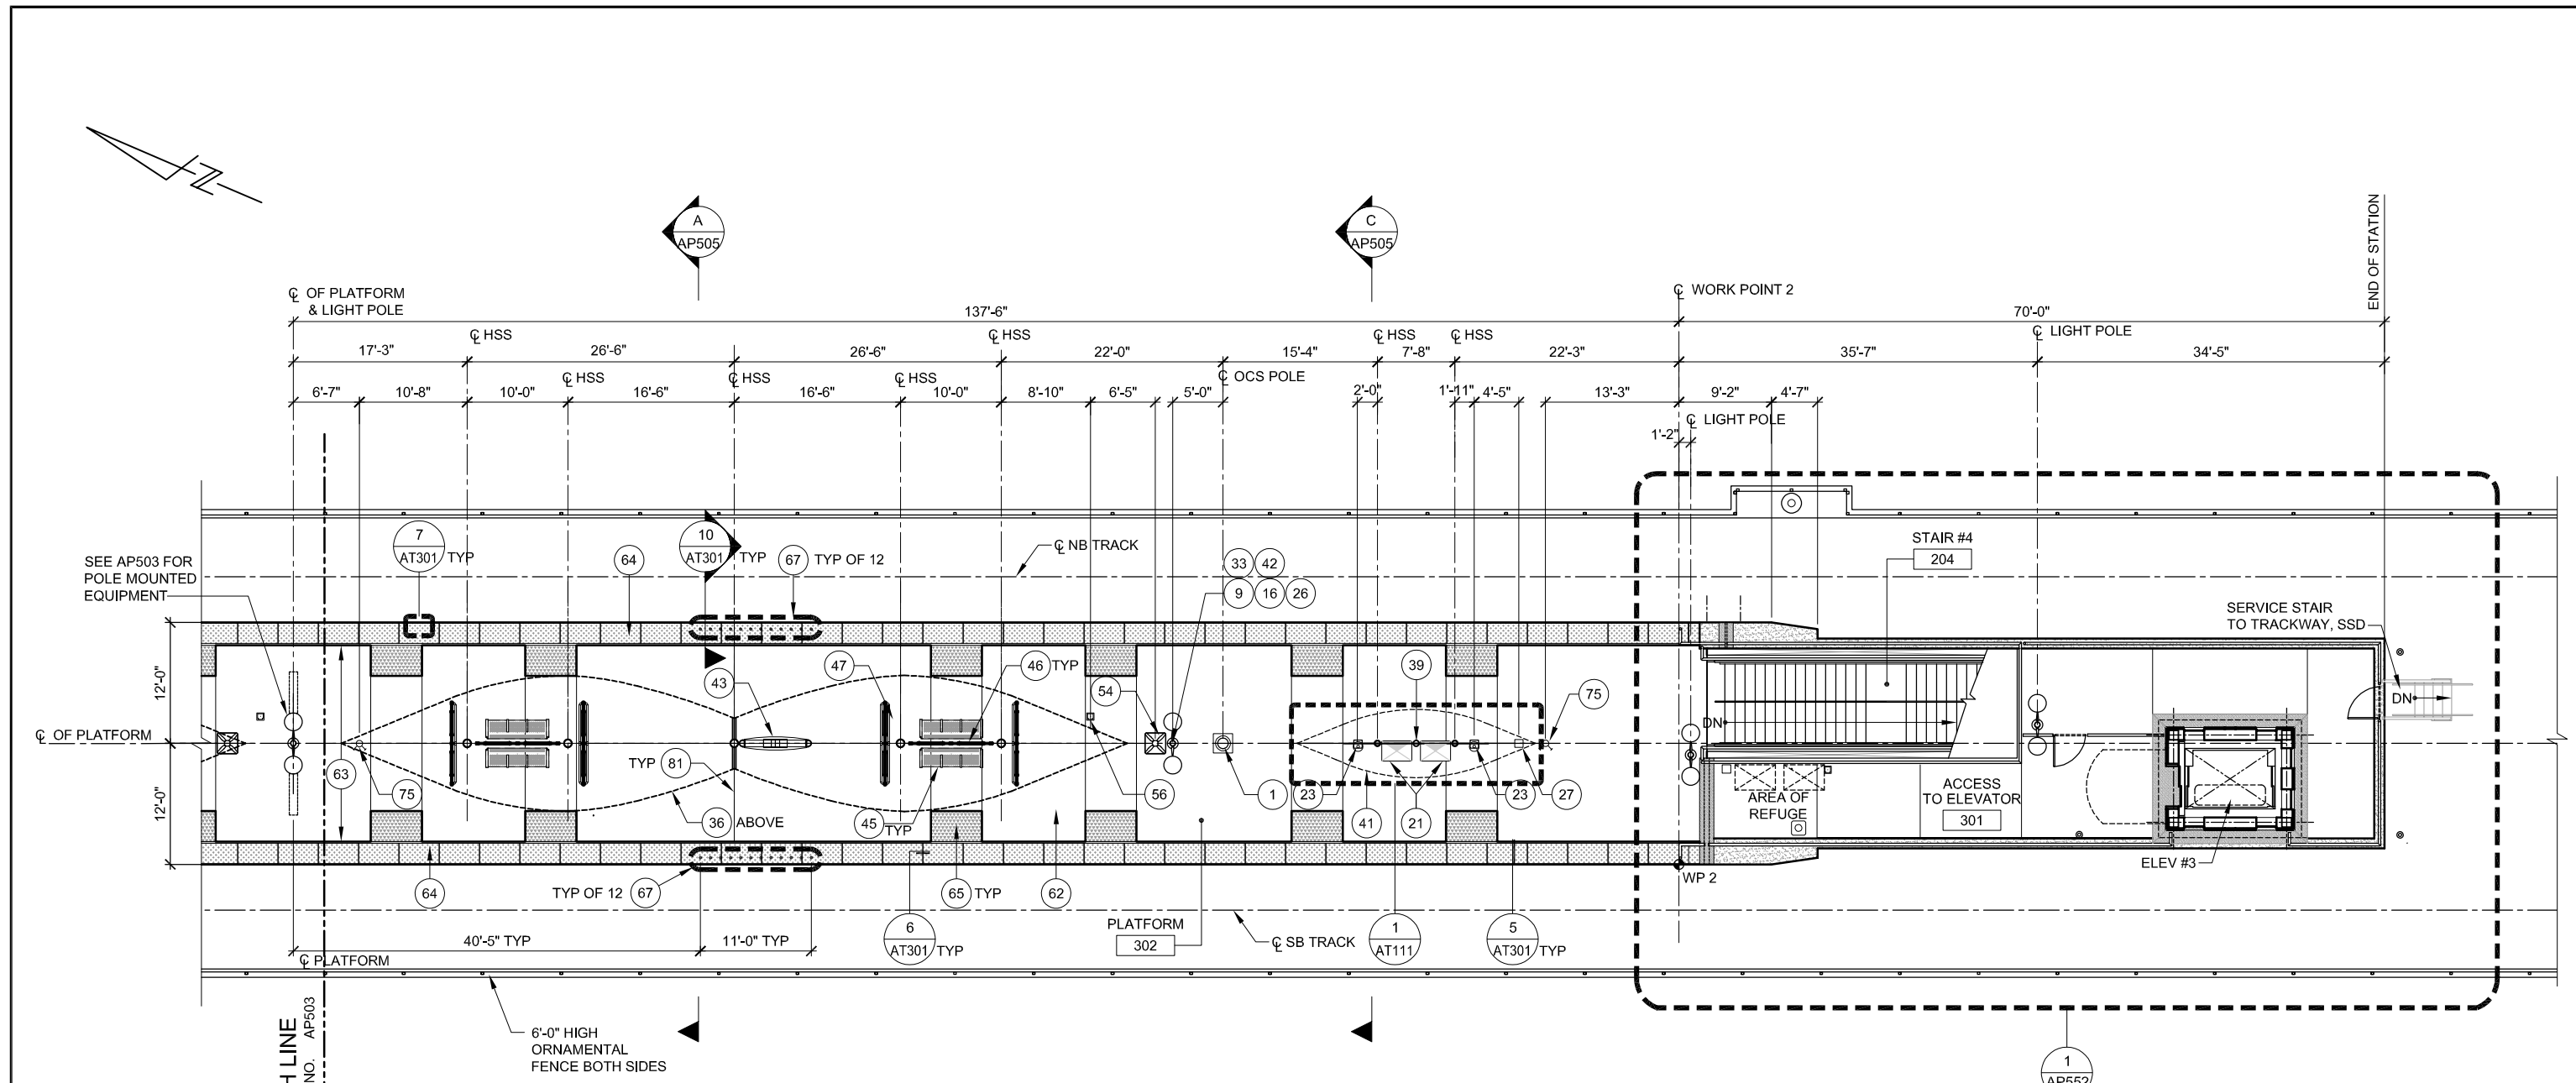 A
AP505
C
AP505
END OF STATION
℄ OF PLATFORM
& LIGHT POLE
137'-6"
℄ WORK POINT 2
70'-0"
℄ HSS
℄ HSS
℄ HSS
℄ HSS
℄ LIGHT POLE
17'-3"
26'-6"
26'-6"
22'-0"
15'-4"
7'-8"
22'-3"
35'-7"
34'-5"
℄ HSS
℄ HSS
℄ HSS
℄ OCS POLE
6'-7"
10'-8"
10'-0"
16'-6"
16'-6"
10'-0"
8'-10"
6'-5"
5'-0"
2'-0"
1'-11"
4'-5"
13'-3"
9'-2"
4'-7"
℄ LIGHT POLE
1'-2"
7
AT301 TYP
10
AT301 TYP
64
67 TYP OF 12
℄ NB TRACK
33 42
9 16 26
STAIR #4
204
SEE AP503 FOR
POLE MOUNTED
EQUIPMENT
SERVICE STAIR
TO TRACKWAY, SSD
12'-0"
12'-0"
℄ OF PLATFORM
63
75
43
47
46 TYP
54
39
75
DN
DN
TYP 81
36 ABOVE
45 TYP
56
1
23
41
21
23
27
AREA OF
REFUGE
ACCESS
TO ELEVATOR
301
ELEV #3
WP 2
64
TYP OF 12 67
65 TYP
62
PLATFORM
302
40'-5" TYP
11'-0" TYP
6
AT301 TYP
℄ SB TRACK
1
AT111
5
AT301 TYP
℄ PLATFORM
H LINE
NO. AP503
6'-0" HIGH
ORNAMENTAL
FENCE BOTH SIDES
1
AP552